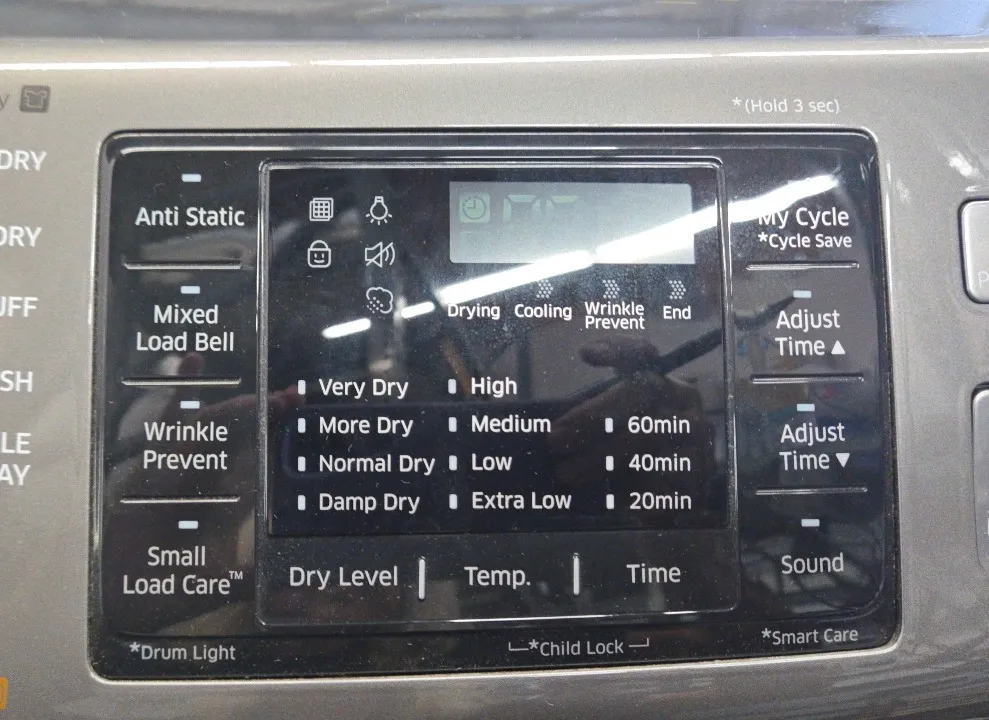 *(Hold 3 sec)
DRY
DRY
UFF
SH
LE
AY
Anti Static
Mixed
Load Bell
Wrinkle
Prevent
Small
Load Care™
*Drum Light
Drying
Cooling
Wrinkle
Prevent
End
Very Dry
High
More Dry
Medium
60min
Normal Dry
Low
40min
Damp Dry
Extra Low
20min
Dry Level
Temp.
Time
*Child Lock
My Cycle
*Cycle Save
Adjust
Time ▲
Adjust
Time ▼
Sound
*Smart Care